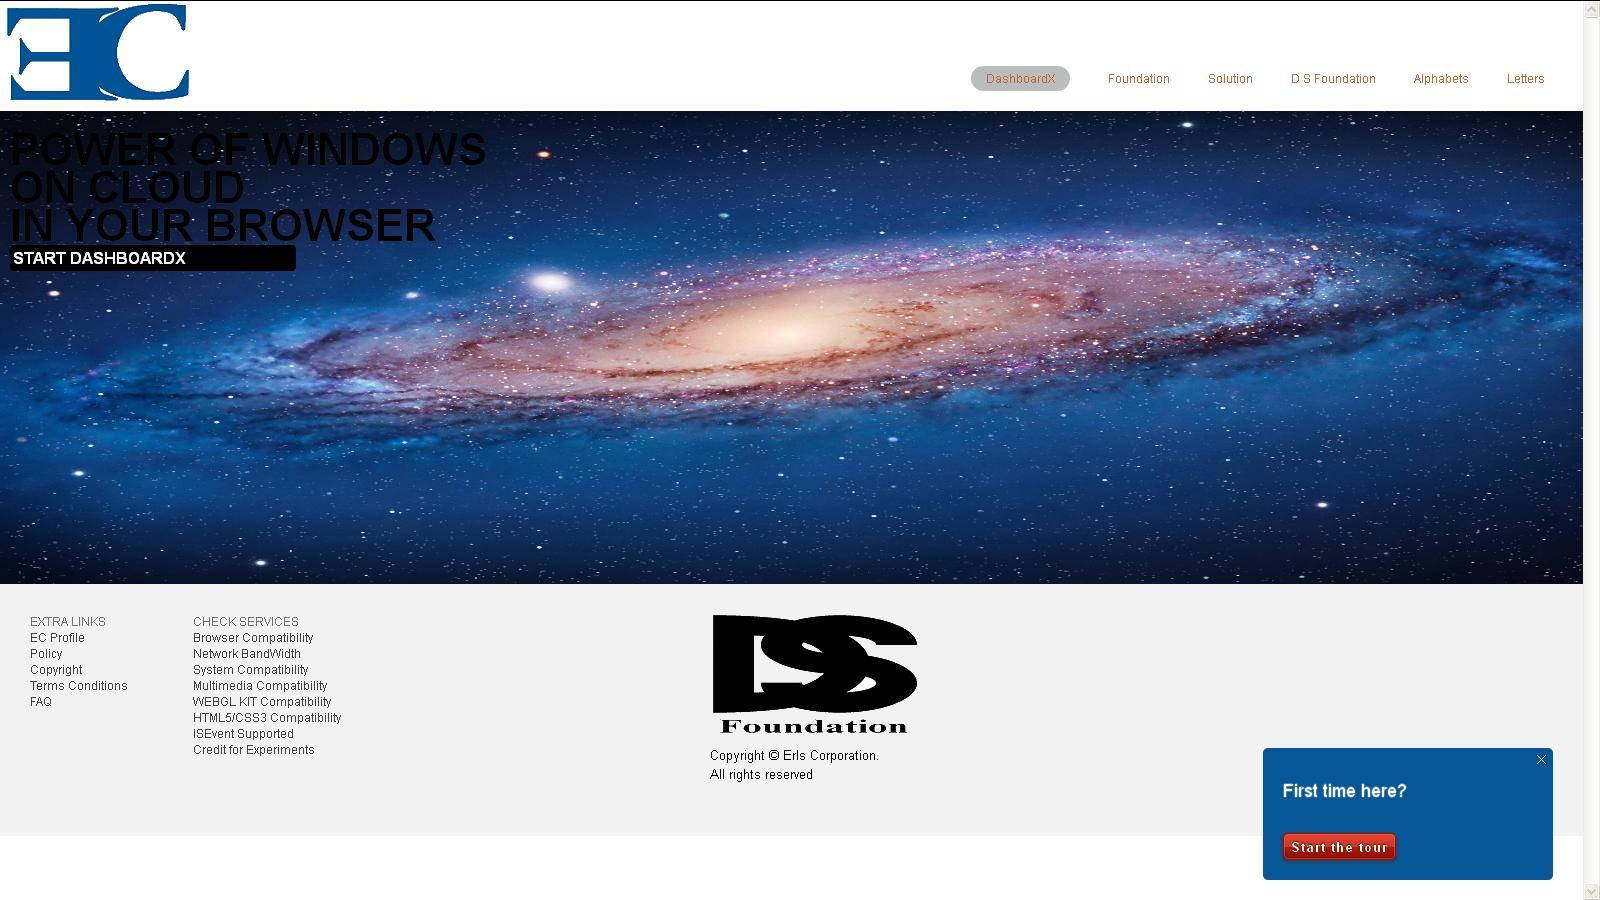 EC
DashboardX
Foundation
Solution
D S Foundation
Alphabets
Letters
POWER OF WINDOWS
ON CLOUD
IN YOUR BROWSER
START DASHBOARDX
EXTRA LINKS
EC Profile
Policy
Copyright
Terms Conditions
FAQ
CHECK SERVICES
Browser Compatibility
Network BandWidth
System Compatibility
Multimedia Compatibility
WEBGL KIT Compatibility
HTML5/CSS3 Compatibility
ISEvent Supported
Credit for Experiments
DS
Foundation
Copyright © Erls Corporation.
All rights reserved
First time here?
Start the tour